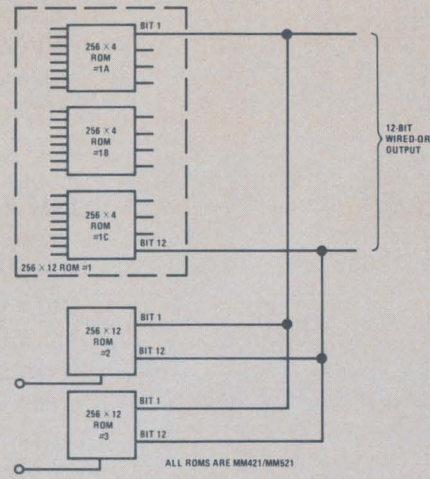 BIT 1
256 × 4
ROM
#1A
256 × 4
ROM
#1B
12-BIT
WIRED-OR
OUTPUT
256 × 4
ROM
#1C
BIT 12
256 × 12 ROM #1
256 × 12
ROM
#2
BIT 1
BIT 12
256 × 12
ROM
#3
BIT 1
BIT 12
ALL ROMS ARE MM421/MM521